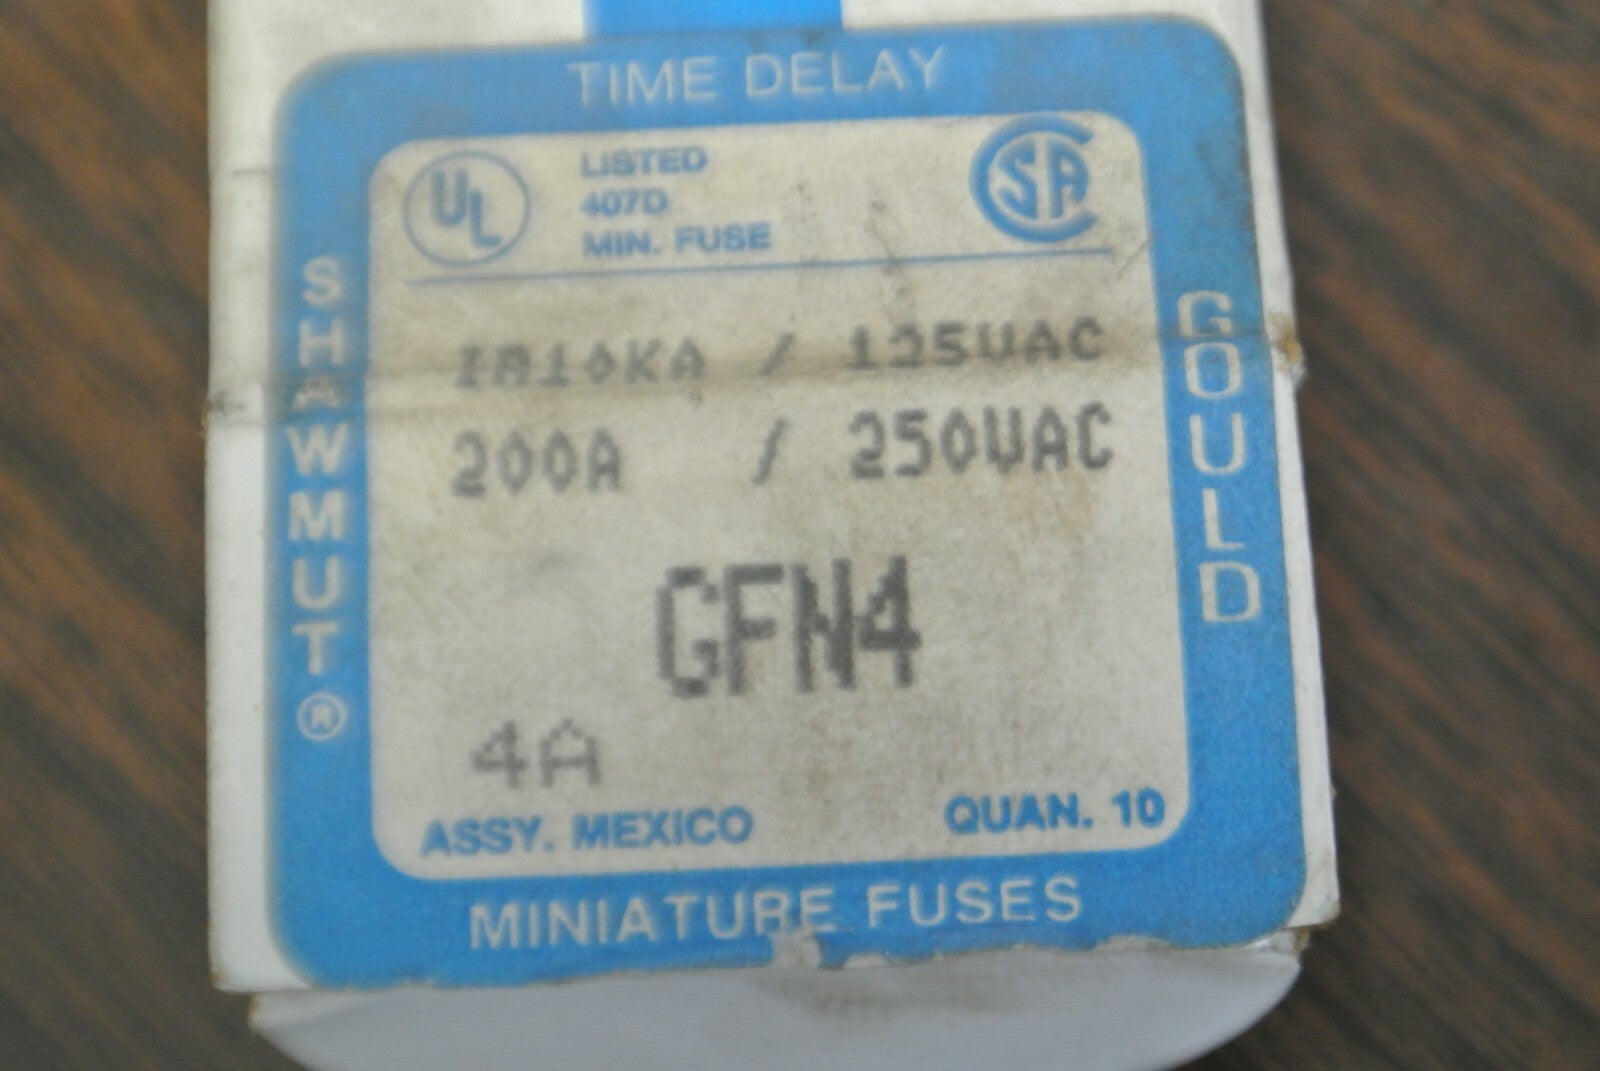 TIME DELAY
UL
LISTED
407D
MIN. FUSE
CSA
SHAWMUT®
GOULD
IR10KA / 125VAC
200A / 250VAC
GFN4
4A
ASSY. MEXICO
QUAN. 10
MINIATURE FUSES